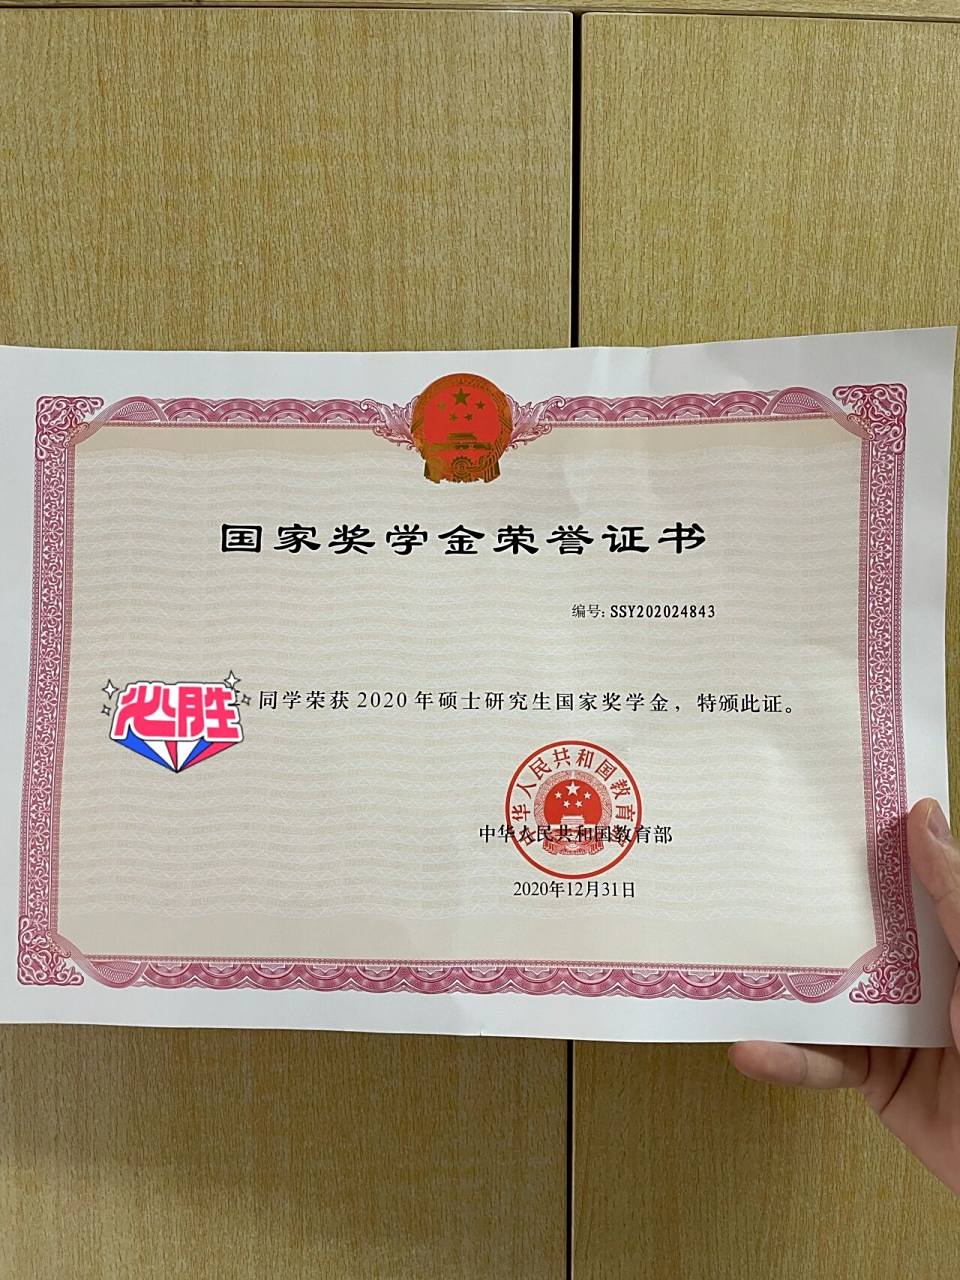 国家奖学金荣誉证书
编号: SSY202024843
必胜 同学荣获2020年硕士研究生国家奖学金，特颁此证。
中华人民共和国教育部
中华人民共和国教育部
2020年12月31日